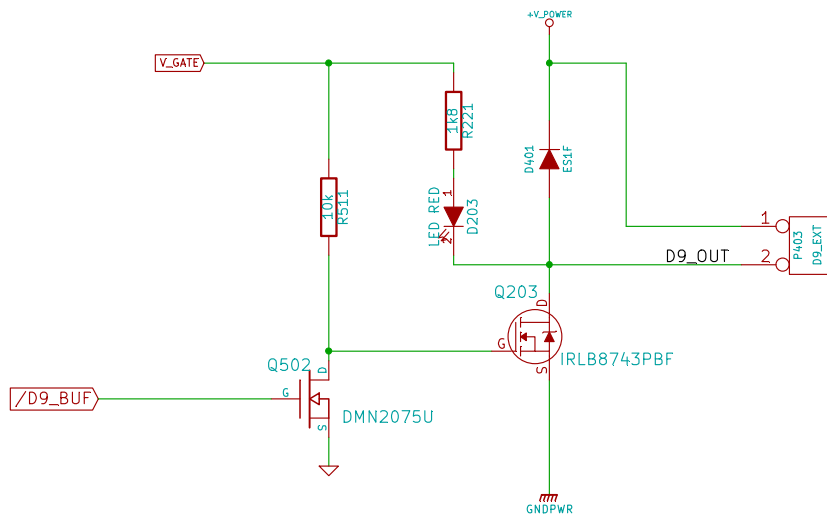 +V_POWER
V_GATE
1k8
R221
D401
ES1F
10k
R511
LED RED
1
2
D203
1
2
P403
D9_EXT
D9_OUT
Q203
D
G
S
IRLB8743PBF
Q502
D
G
S
DMN2075U
/D9_BUF
GNDPWR